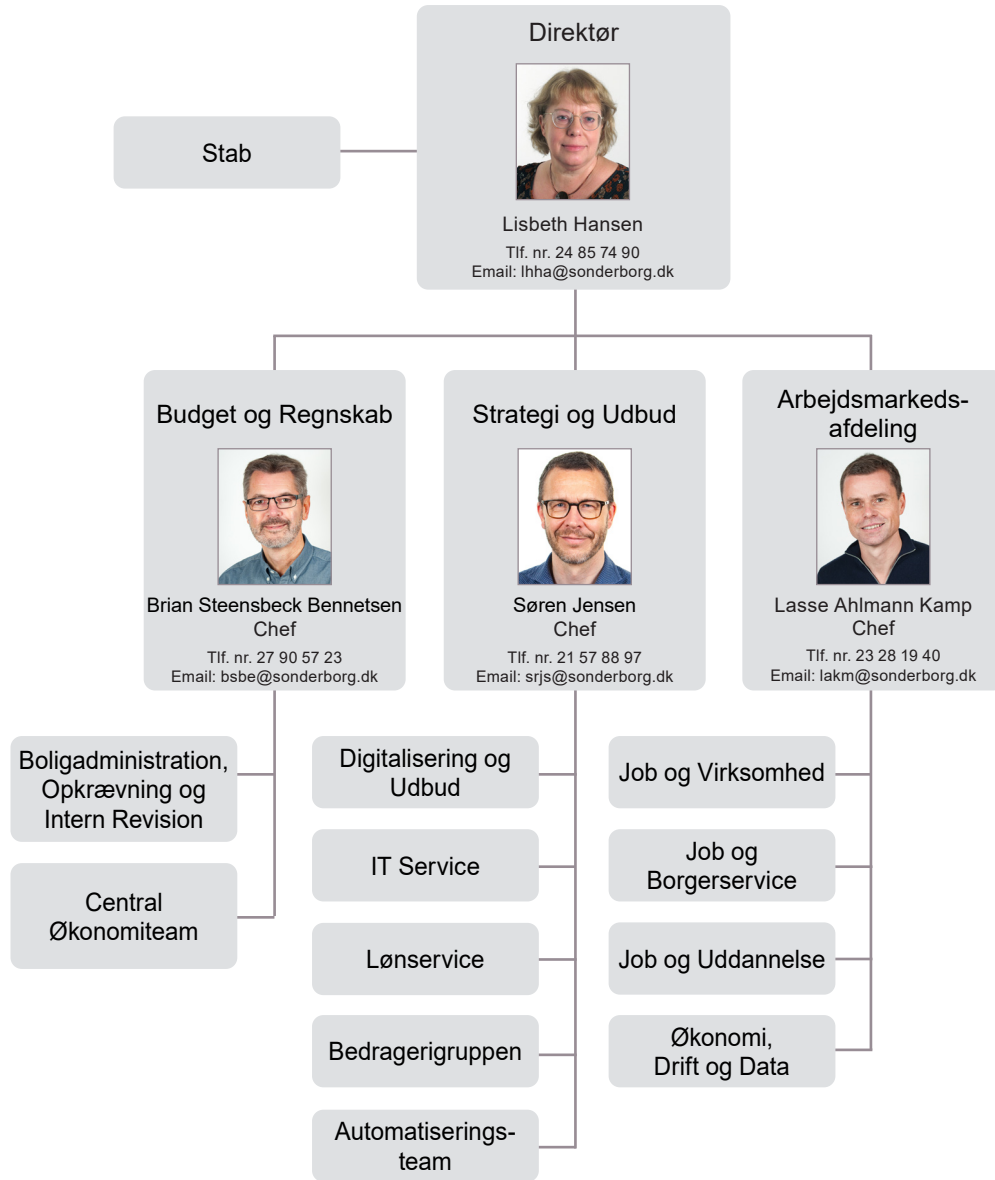 Direktør
Stab
Lisbeth Hansen
Tlf. nr. 24 85 74 90
Email: lhha@sonderborg.dk
Budget og Regnskab
Brian Steensbeck Bennetsen
Chef
Tlf. nr. 27 90 57 23
Email: bsbe@sonderborg.dk
Strategi og Udbud
Søren Jensen
Chef
Tlf. nr. 21 57 88 97
Email: srjs@sonderborg.dk
Arbejdsmarkeds-
afdeling
Lasse Ahlmann Kamp
Chef
Tlf. nr. 23 28 19 40
Email: lakm@sonderborg.dk
Boligadministration,
Opkrævning og
Intern Revision
Central
Økonomiteam
Digitalisering og
Udbud
IT Service
Lønservice
Bedragerigruppen
Automatiserings-
team
Job og Virksomhed
Job og
Borgerservice
Job og Uddannelse
Økonomi,
Drift og Data